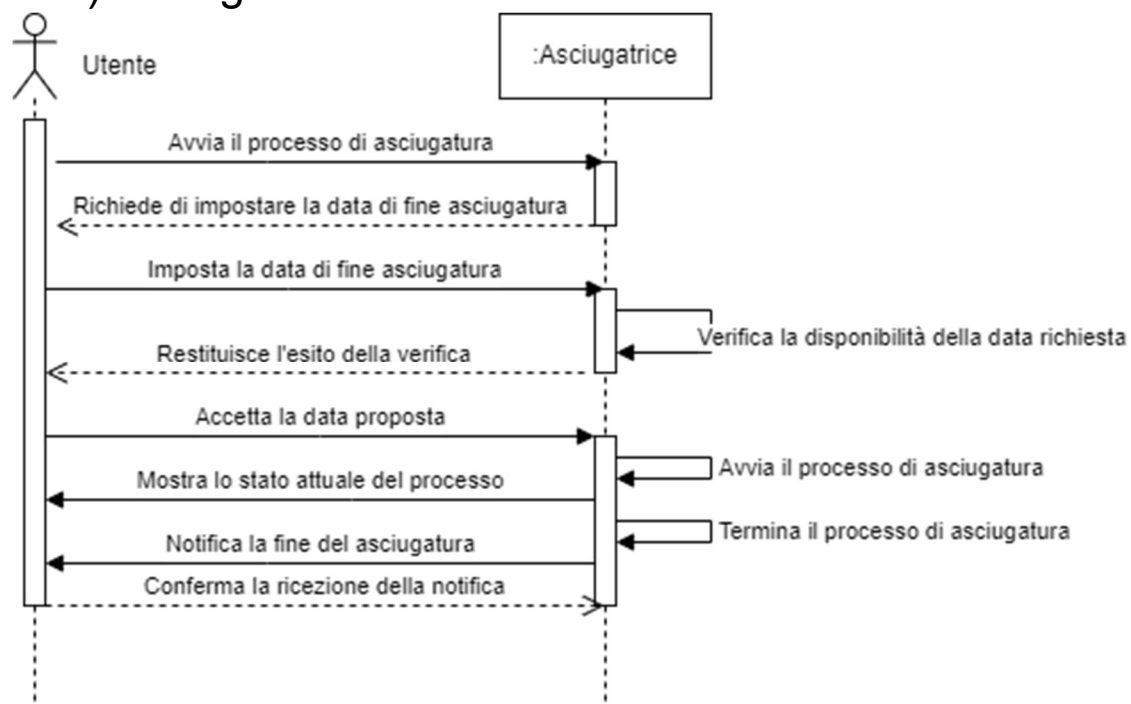 Utente
:Asciugatrice
Avvia il processo di asciugatura
Richiede di impostare la data di fine asciugatura
Imposta la data di fine asciugatura
Verifica la disponibilità della data richiesta
Restituisce l'esito della verifica
Accetta la data proposta
Avvia il processo di asciugatura
Mostra lo stato attuale del processo
Termina il processo di asciugatura
Notifica la fine del asciugatura
Conferma la ricezione della notifica